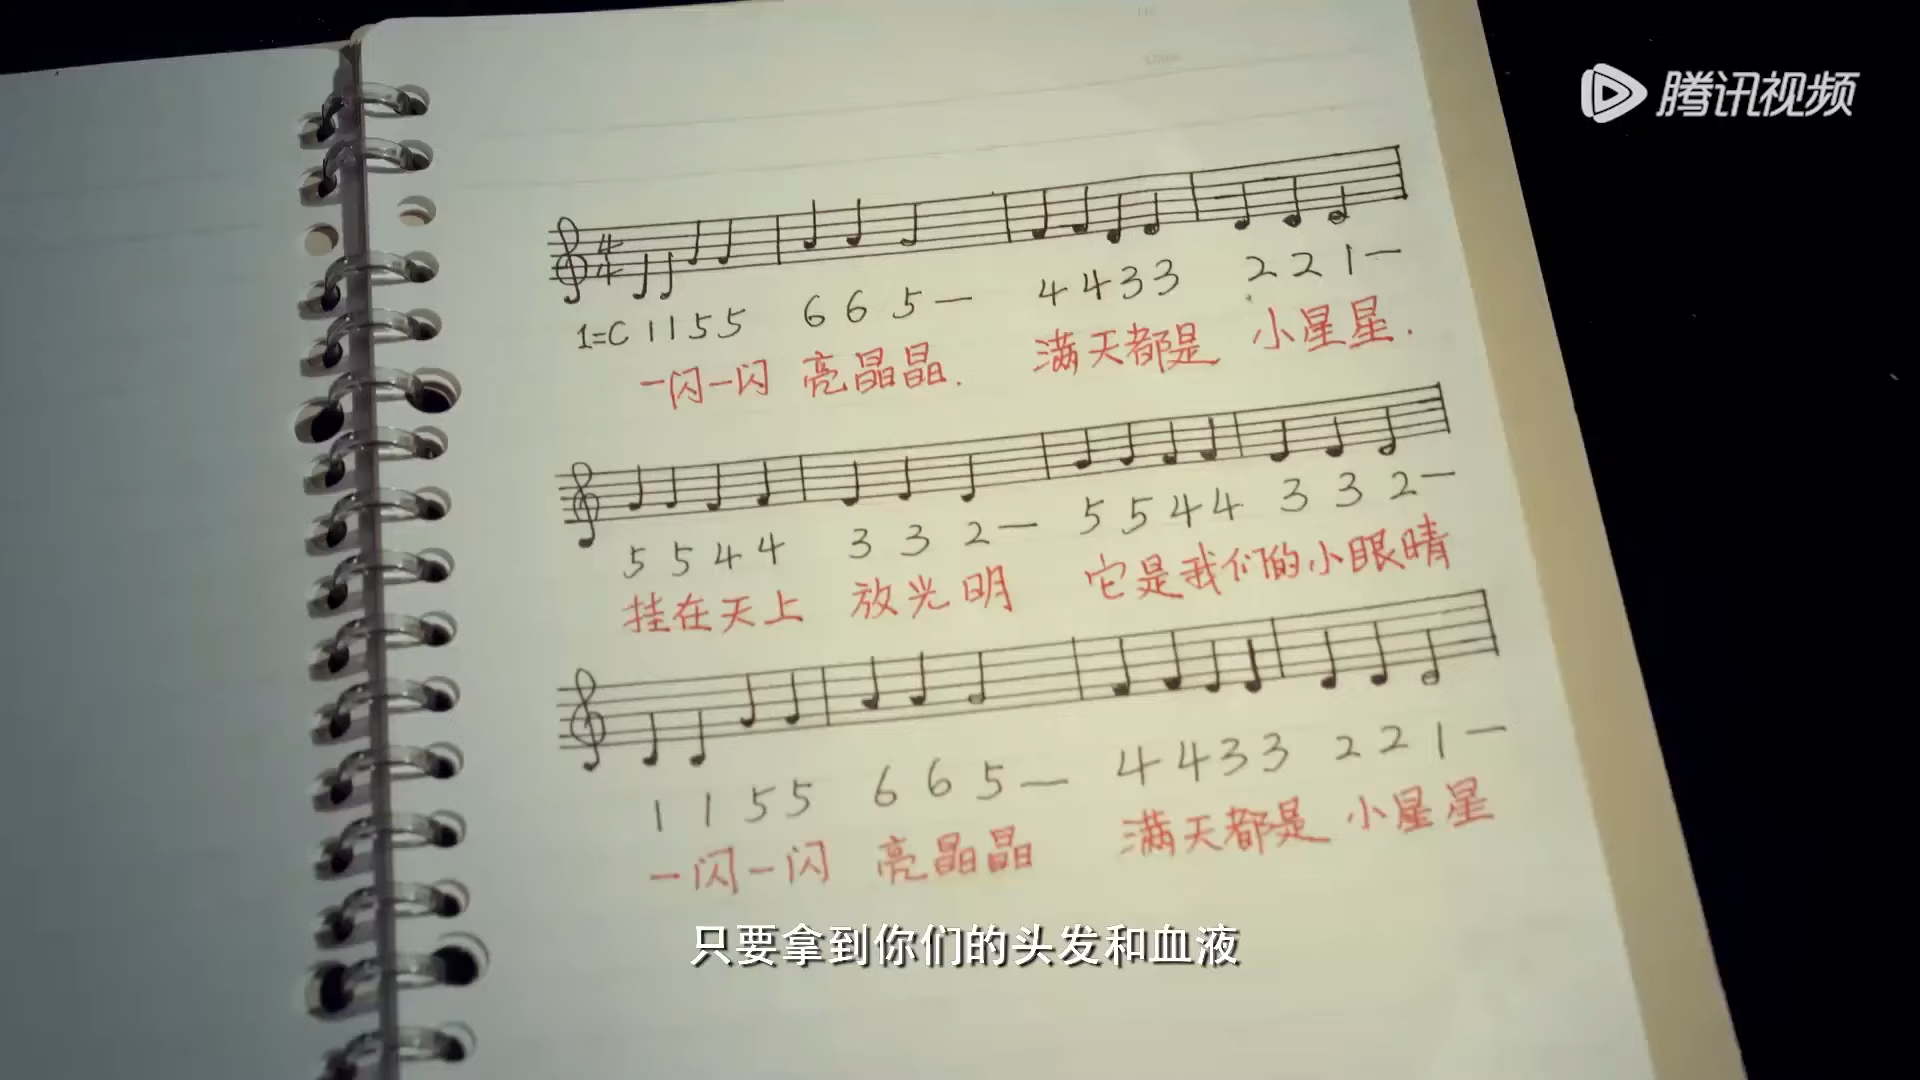 腾讯视频
4
4
1=C 1 1 5 5 6 6 5 — 4 4 3 3 2 2 1 —
一闪一闪 亮晶晶. 满天都是 小星星.
5 5 4 4 3 3 2 — 5 5 4 4 3 3 2 —
挂在天上 放光明 它是我们的小眼睛
1 1 5 5 6 6 5 — 4 4 3 3 2 2 1 —
一闪一闪 亮晶晶 满天都是 小星星
只要拿到你们的头发和血液